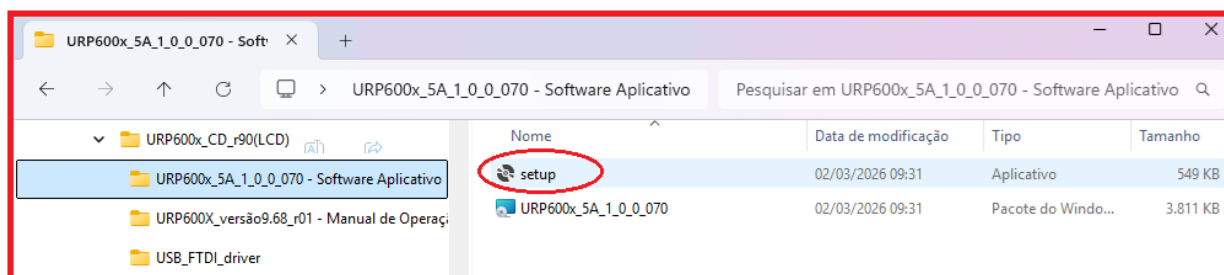 URP600x_5A_1_0_0_070 - Softw
URP600x_5A_1_0_0_070 - Software Aplicativo
Pesquisar em URP600x_5A_1_0_0_070 - Software Aplicativo
URP600x_CD_r90(LCD)
URP600x_5A_1_0_0_070 - Software Aplicativo
URP600X_versão9.68_r01 - Manual de Operaç
USB_FTDI_driver
Nome Data de modificação Tipo Tamanho
setup 02/03/2026 09:31 Aplicativo 549 KB
URP600x_5A_1_0_0_070 02/03/2026 09:31 Pacote do Windo... 3.811 KB